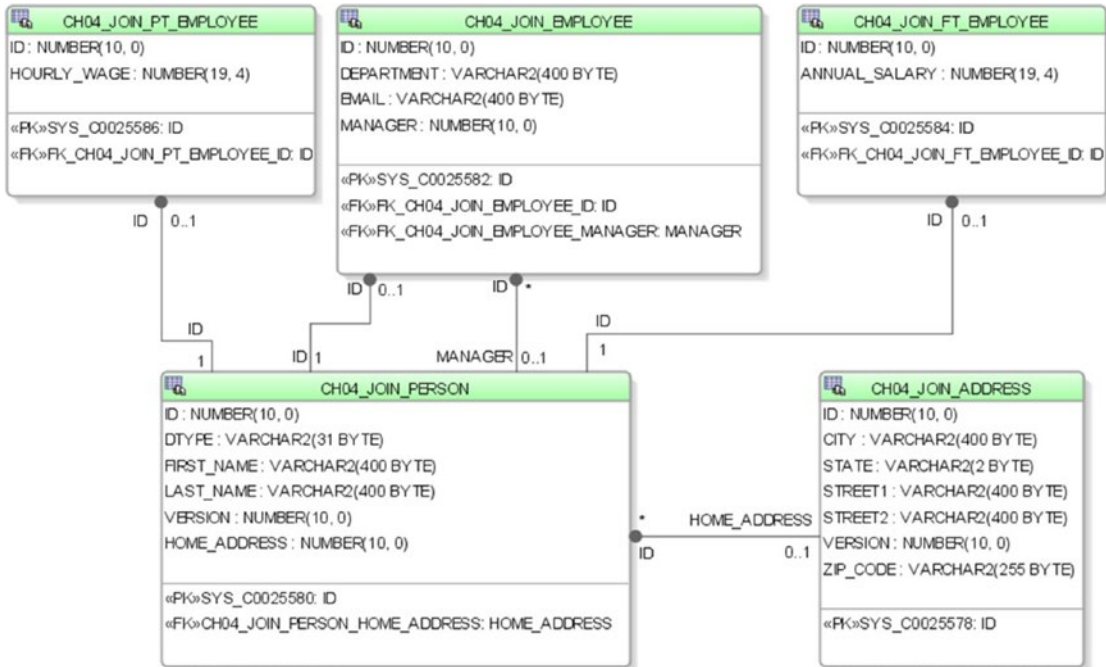 CH04_JOIN_PT_EMPLOYEE
ID : NUMBER(10, 0)
HOURLY_WAGE : NUMBER(19, 4)
«PK»SYS_C0025586: ID
«FK»FK_CH04_JOIN_PT_EMPLOYEE_ID: ID
CH04_JOIN_EMPLOYEE
ID : NUMBER(10, 0)
DEPARTMENT : VARCHAR2(400 BYTE)
EMAIL : VARCHAR2(400 BYTE)
MANAGER : NUMBER(10, 0)
«PK»SYS_C0025582: ID
«FK»FK_CH04_JOIN_EMPLOYEE_ID: ID
«FK»FK_CH04_JOIN_EMPLOYEE_MANAGER: MANAGER
CH04_JOIN_FT_EMPLOYEE
ID : NUMBER(10, 0)
ANNUAL_SALARY : NUMBER(19, 4)
«PK»SYS_C0025584: ID
«FK»FK_CH04_JOIN_FT_EMPLOYEE_ID: ID
ID 0..1
ID 0..1
ID *
ID 0..1
ID
1
ID 1
MANAGER 0..1
ID
1
CH04_JOIN_PERSON
ID : NUMBER(10, 0)
DTYPE : VARCHAR2(31 BYTE)
FIRST_NAME : VARCHAR2(400 BYTE)
LAST_NAME : VARCHAR2(400 BYTE)
VERSION : NUMBER(10, 0)
HOME_ADDRESS : NUMBER(10, 0)
«PK»SYS_C0025580: ID
«FK»CH04_JOIN_PERSON_HOME_ADDRESS: HOME_ADDRESS
* HOME_ADDRESS
ID 0..1
CH04_JOIN_ADDRESS
ID : NUMBER(10, 0)
CITY : VARCHAR2(400 BYTE)
STATE : VARCHAR2(2 BYTE)
STREET1 : VARCHAR2(400 BYTE)
STREET2 : VARCHAR2(400 BYTE)
VERSION : NUMBER(10, 0)
ZIP_CODE : VARCHAR2(255 BYTE)
«PK»SYS_C0025578: ID